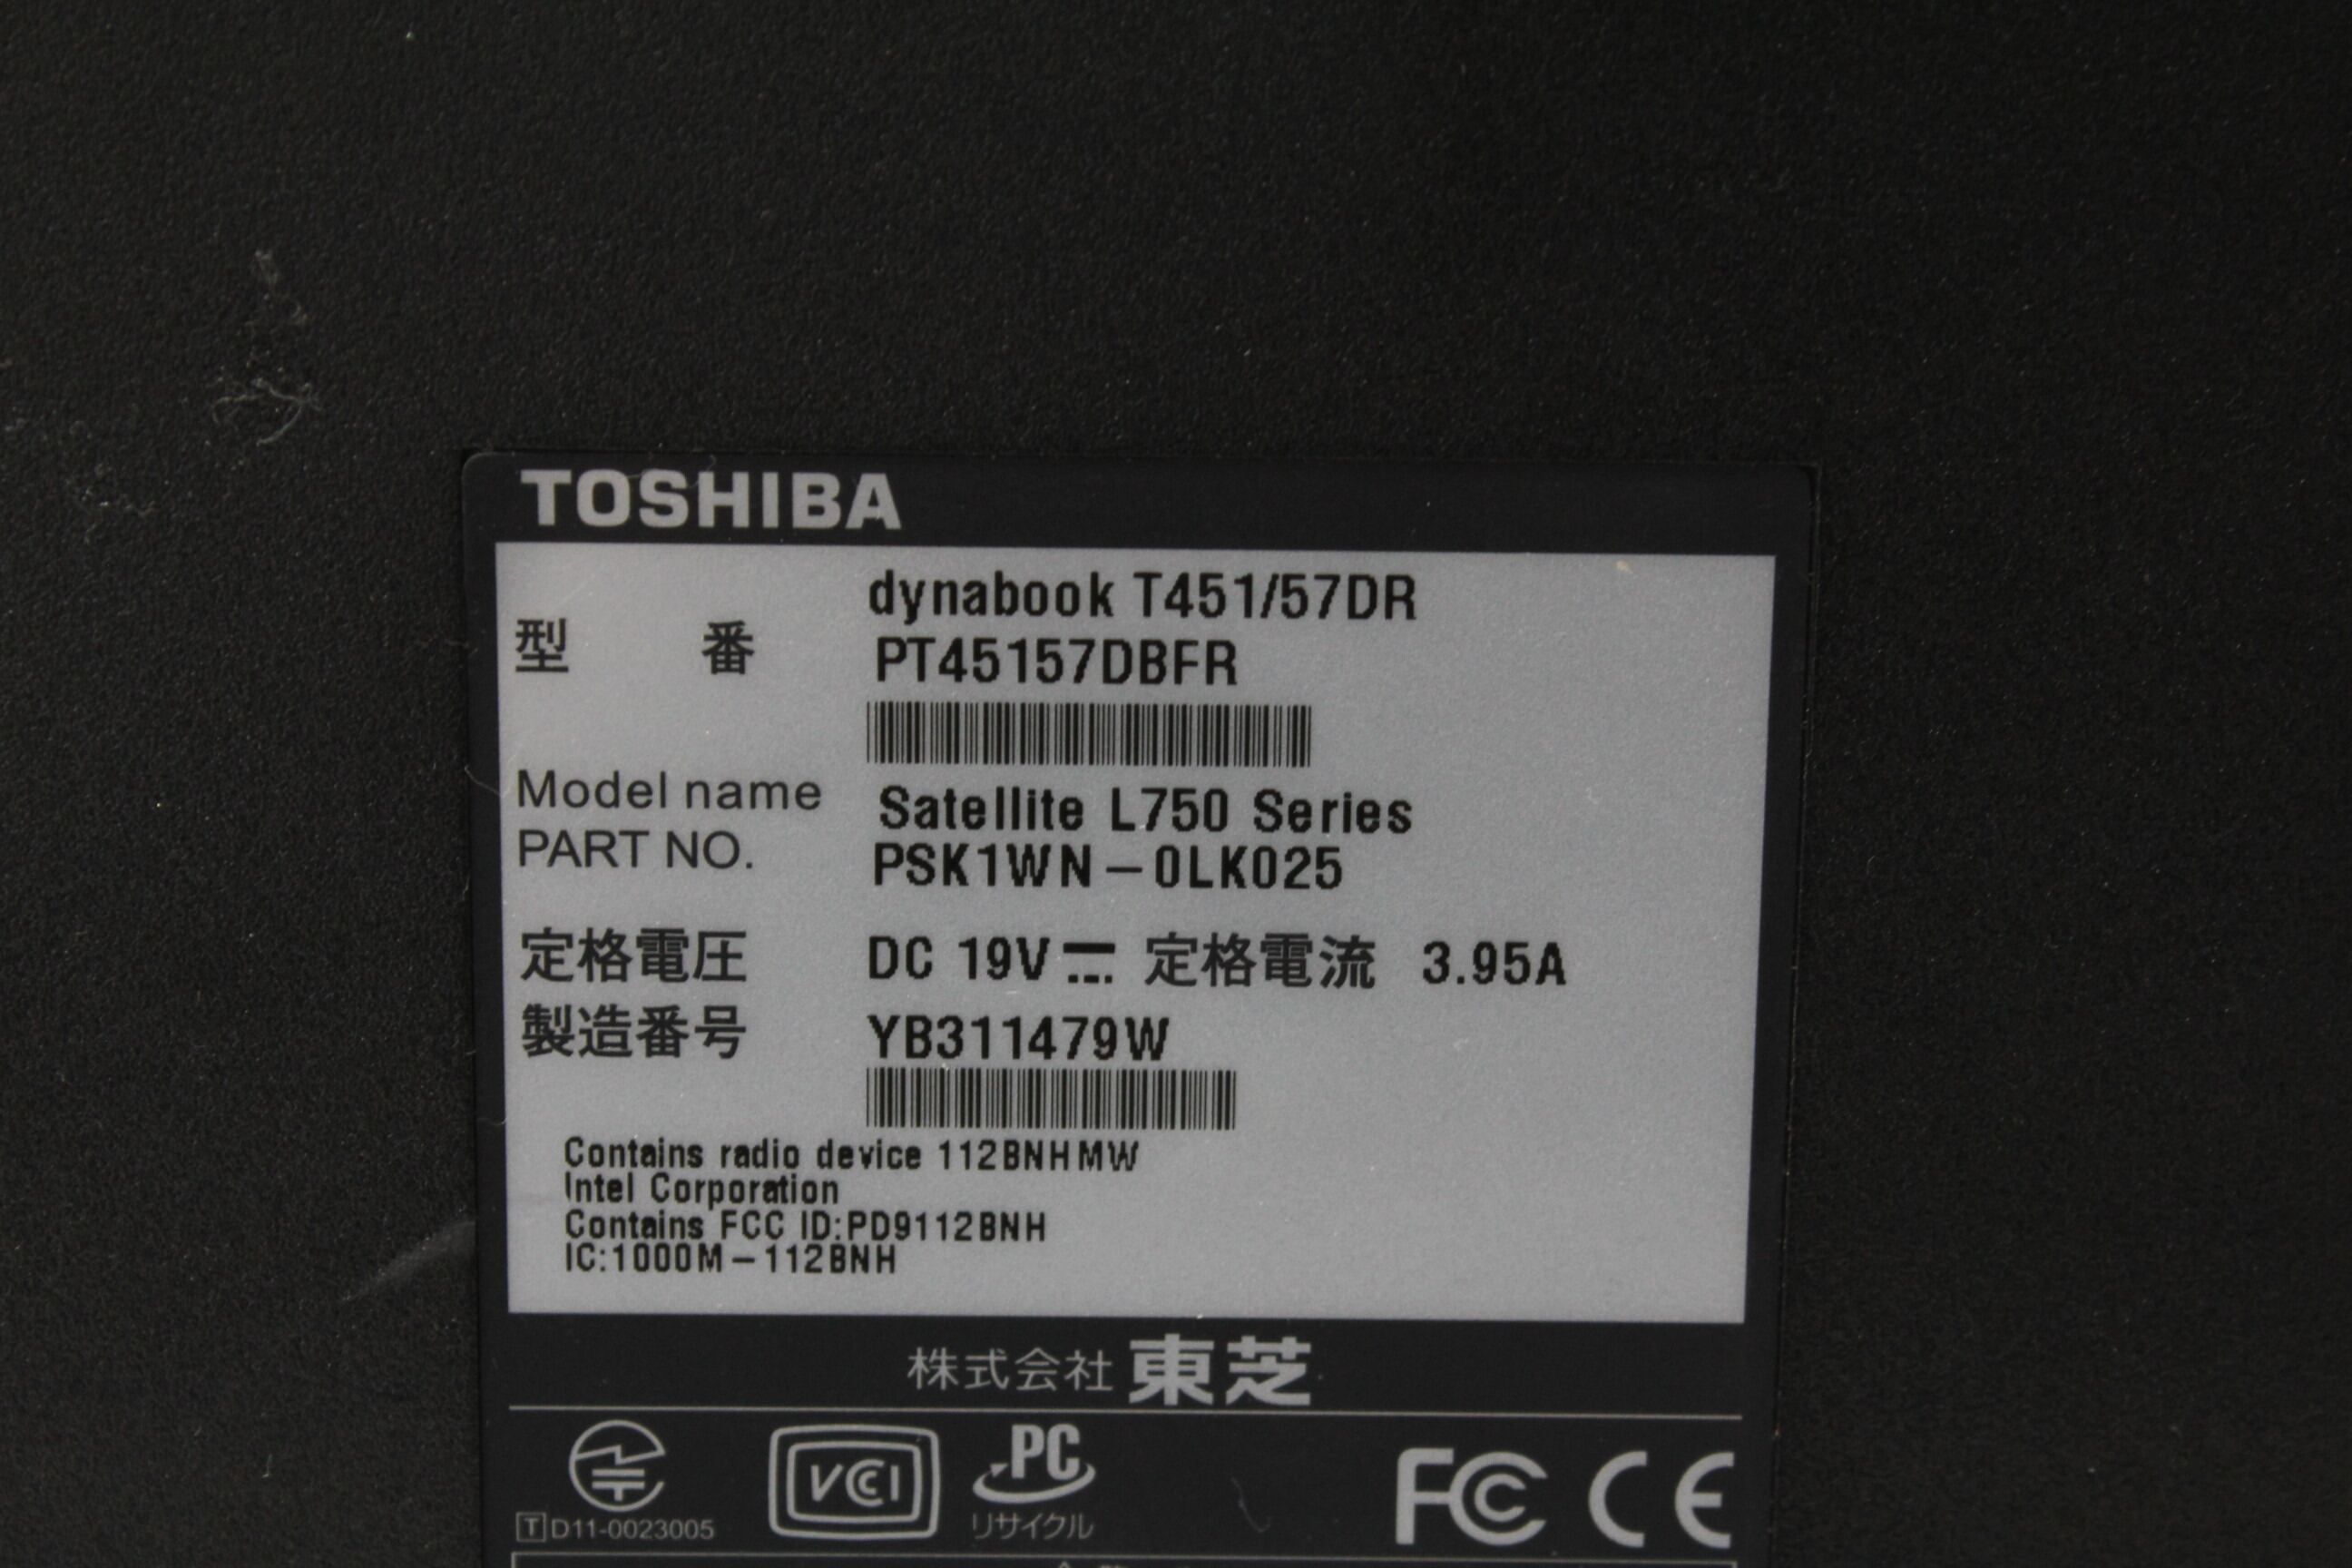 TOSHIBA
型 番 dynabook T451/57DR
PT45157DBFR
Model name Satellite L750 Series
PART NO. PSK1WN-0LK025
定格電圧 DC 19V 定格電流 3.95A
製造番号 YB311479W
Contains radio device 112BNHMW
Intel Corporation
Contains FCC ID:PD9112BNH
IC:1000M-112BNH
株式会社 東芝
VCCI PC FC CE
T D11-0023005 リサイクル